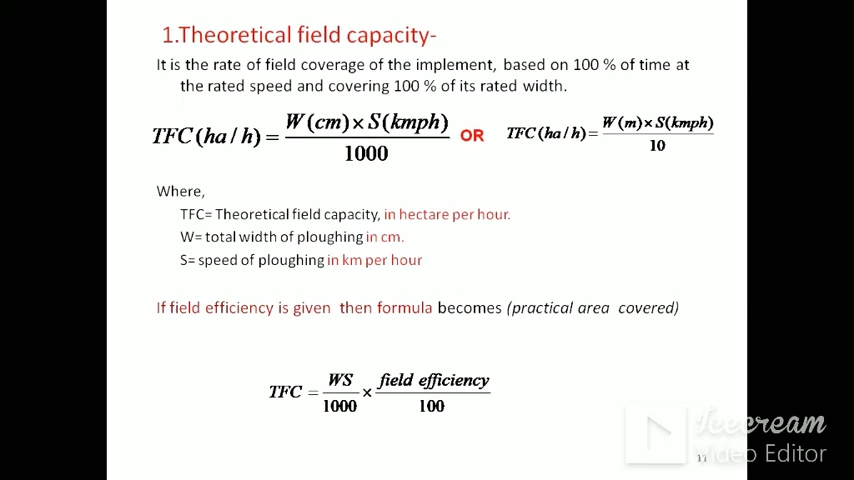 1.Theoretical field capacity-
It is the rate of field coverage of the implement, based on 100 % of time at
the rated speed and covering 100 % of its rated width.
TFC(ha/h)= W(cm)×S(kmph) / 1000 OR TFC(ha/h)= W(m)×S(kmph) / 10
Where,
TFC= Theoretical field capacity, in hectare per hour.
W= total width of ploughing in cm.
S= speed of ploughing in km per hour
If field efficiency is given then formula becomes (practical area covered)
TFC = WS / 1000 × field efficiency / 100
Icecream
Video Editor